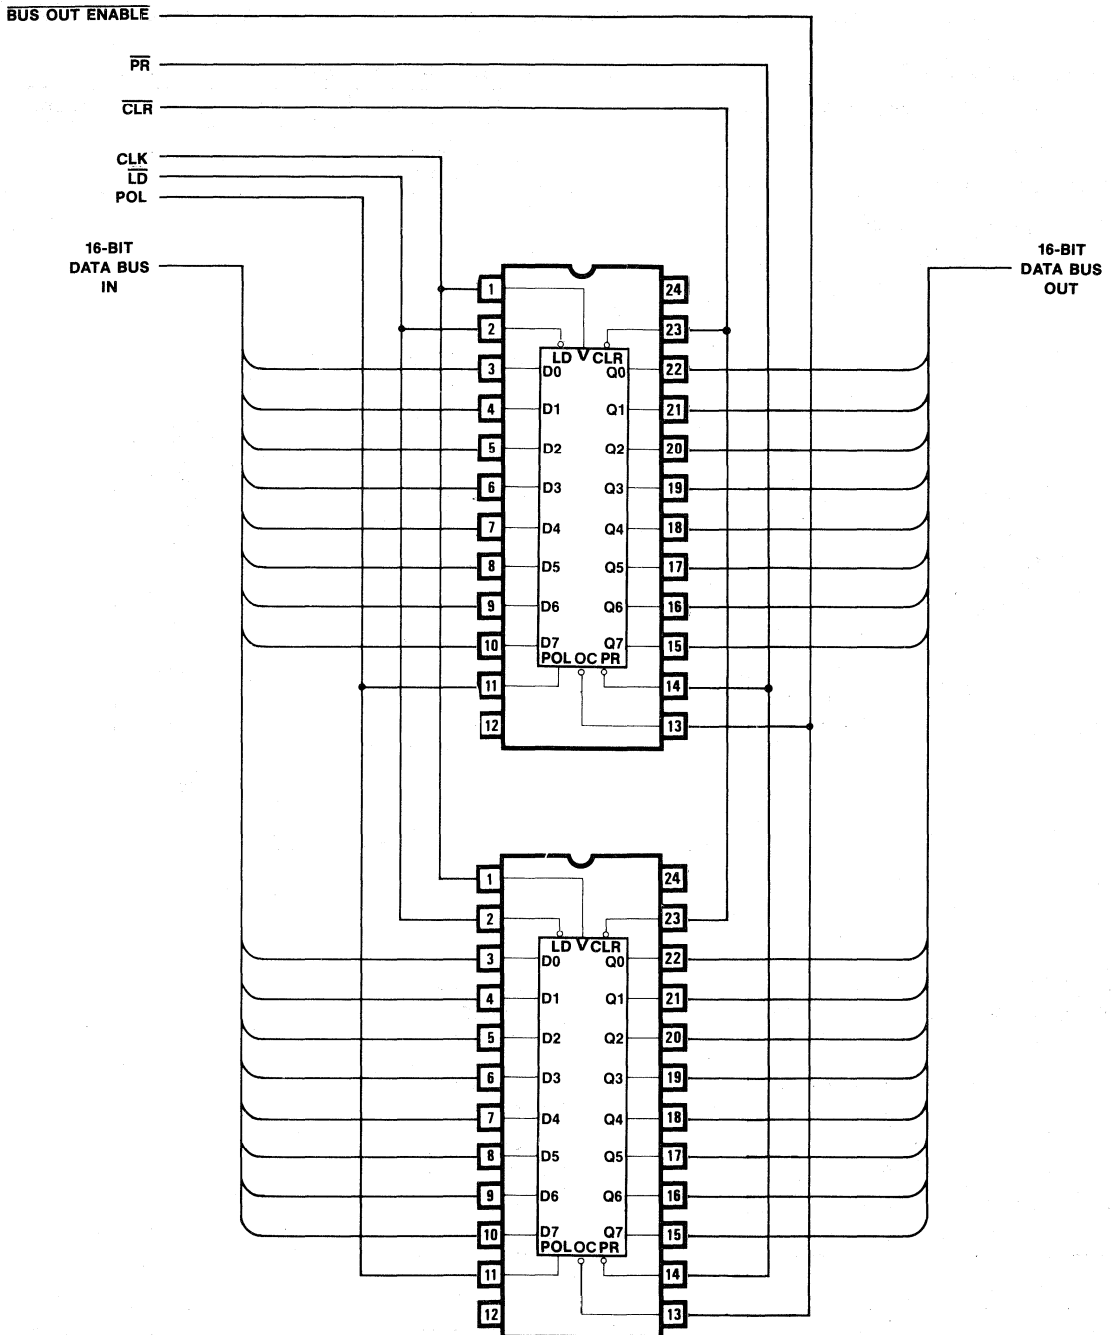 BUS OUT ENABLE
PR
CLR
CLK
LD
POL
16-BIT
DATA BUS
IN
16-BIT
DATA BUS
OUT
1 24
2 23
LD CLR
3 D0 Q0 22
4 D1 Q1 21
5 D2 Q2 20
6 D3 Q3 19
7 D4 Q4 18
8 D5 Q5 17
9 D6 Q6 16
10 D7 Q7 15
POL OC PR
11 14
12 13
1 24
2 23
LD CLR
3 D0 Q0 22
4 D1 Q1 21
5 D2 Q2 20
6 D3 Q3 19
7 D4 Q4 18
8 D5 Q5 17
9 D6 Q6 16
10 D7 Q7 15
POL OC PR
11 14
12 13